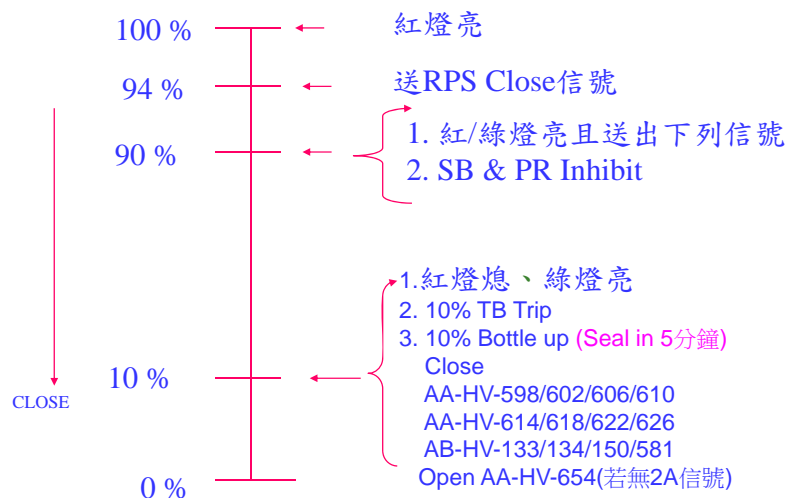 100 %
紅燈亮
94 %
送RPS Close信號
90 %
1. 紅/綠燈亮且送出下列信號
2. SB & PR Inhibit
10 %
1.紅燈熄、綠燈亮
2. 10% TB Trip
3. 10% Bottle up (Seal in 5分鐘)
Close
AA-HV-598/602/606/610
AA-HV-614/618/622/626
AB-HV-133/134/150/581
Open AA-HV-654(若無2A信號)
CLOSE
0 %